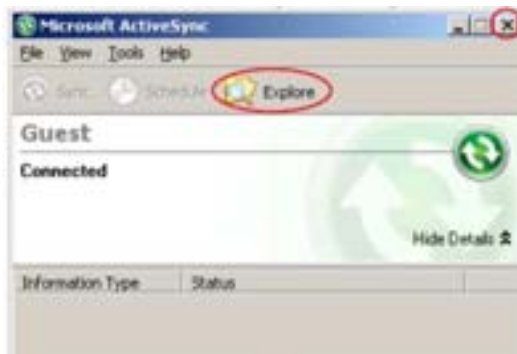 Microsoft ActiveSync
File View Tools Help
Sync Schedule Explore
Guest
Connected
Hide Details
Information Type Status